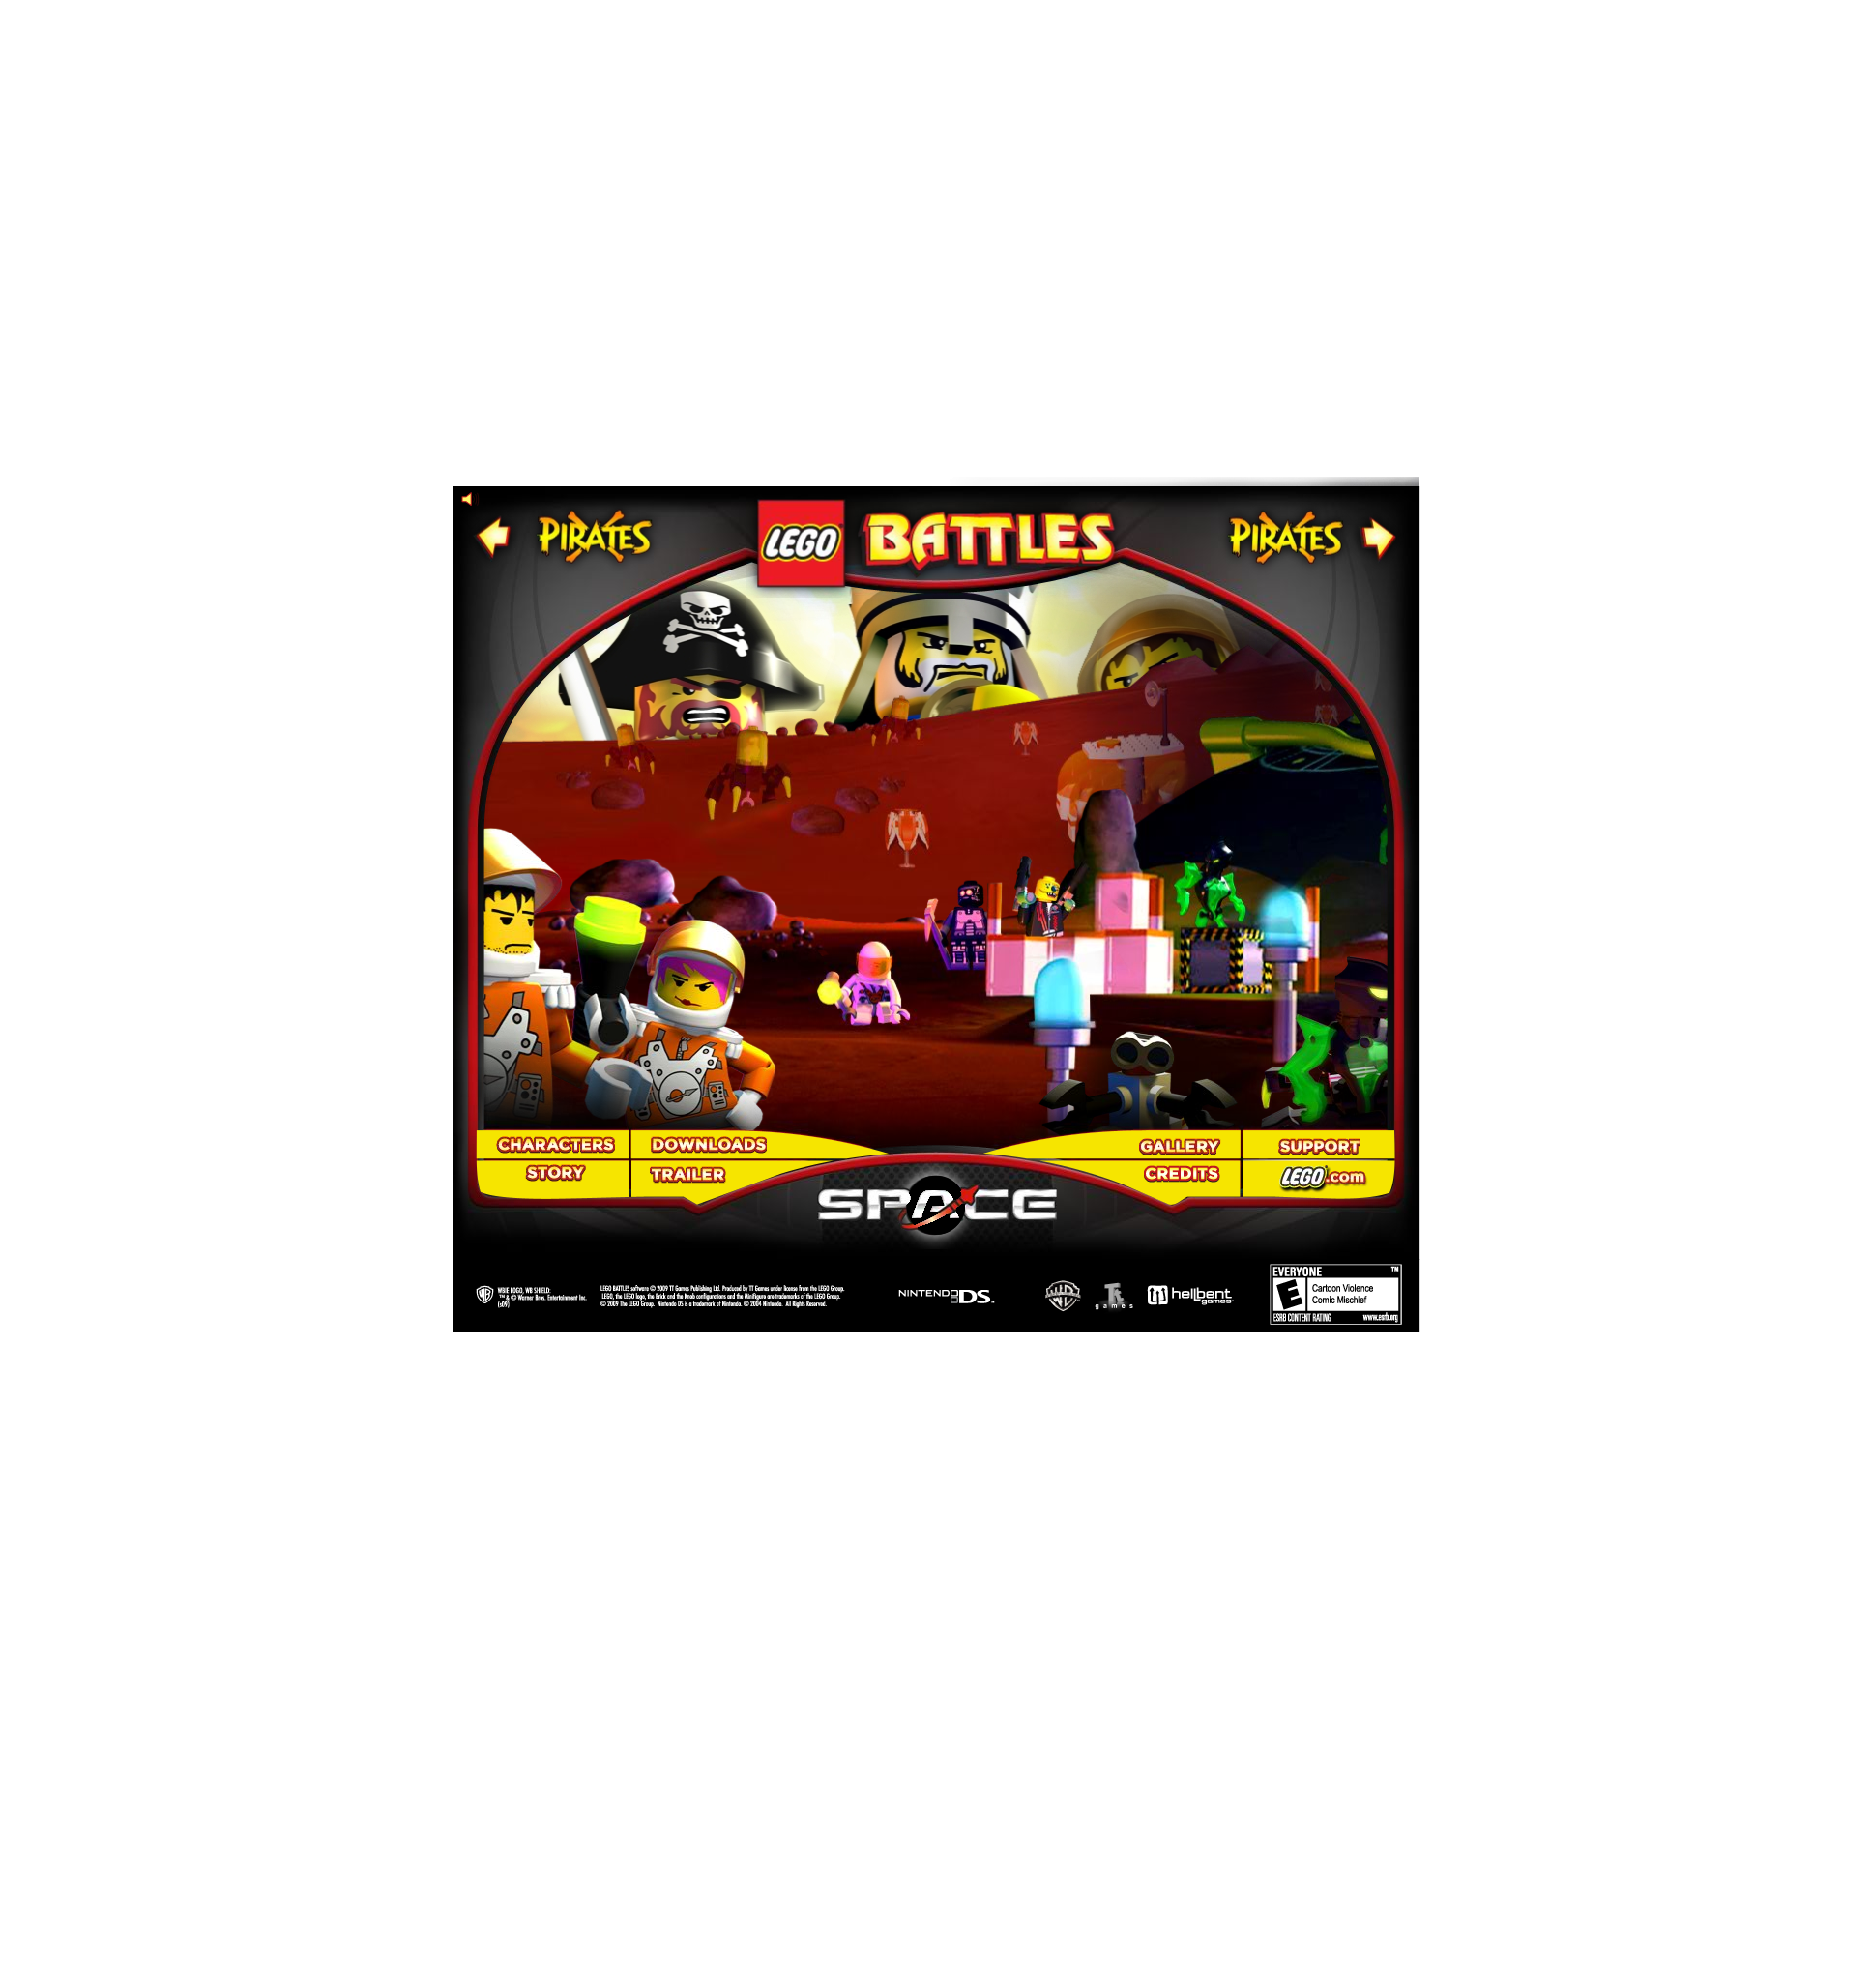 PIRATES
LEGO
BATTLES
PIRATES
CHARACTERS
DOWNLOADS
GALLERY
SUPPORT
STORY
TRAILER
CREDITS
LEGO.com
SPACE
WBIE LOGO, WB SHIELD:
™ & © Warner Bros. Entertainment Inc.
(s09)
LEGO BATTLES software © 2009 TT Games Publishing Ltd. Produced by TT Games under license from the LEGO Group.
LEGO, the LEGO logo, the Brick and the Knob configurations and the Minifigure are trademarks of the LEGO Group.
© 2009 The LEGO Group. Nintendo DS is a trademark of Nintendo. © 2004 Nintendo. All Rights Reserved.
NINTENDO DS™
games
hellbent
games
EVERYONE ™
E
Cartoon Violence
Comic Mischief
ESRB CONTENT RATING www.esrb.org